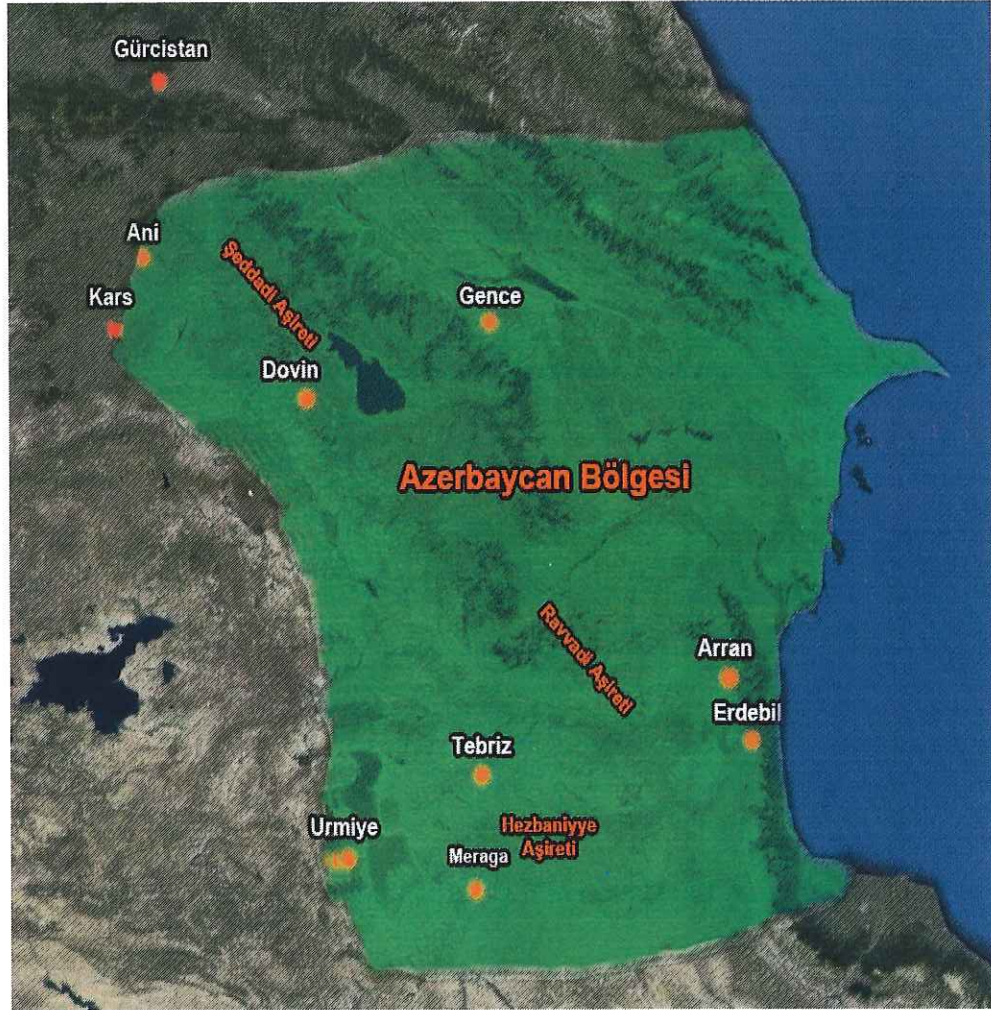 Gürcistan
Ani
Şeddadi Aşireti
Kars
Gence
Dovin
Azerbaycan Bölgesi
Ravvadi Aşireti
Arran
Erdebil
Tebriz
Urmiye
Hezbaniyye
Aşireti
Meraga